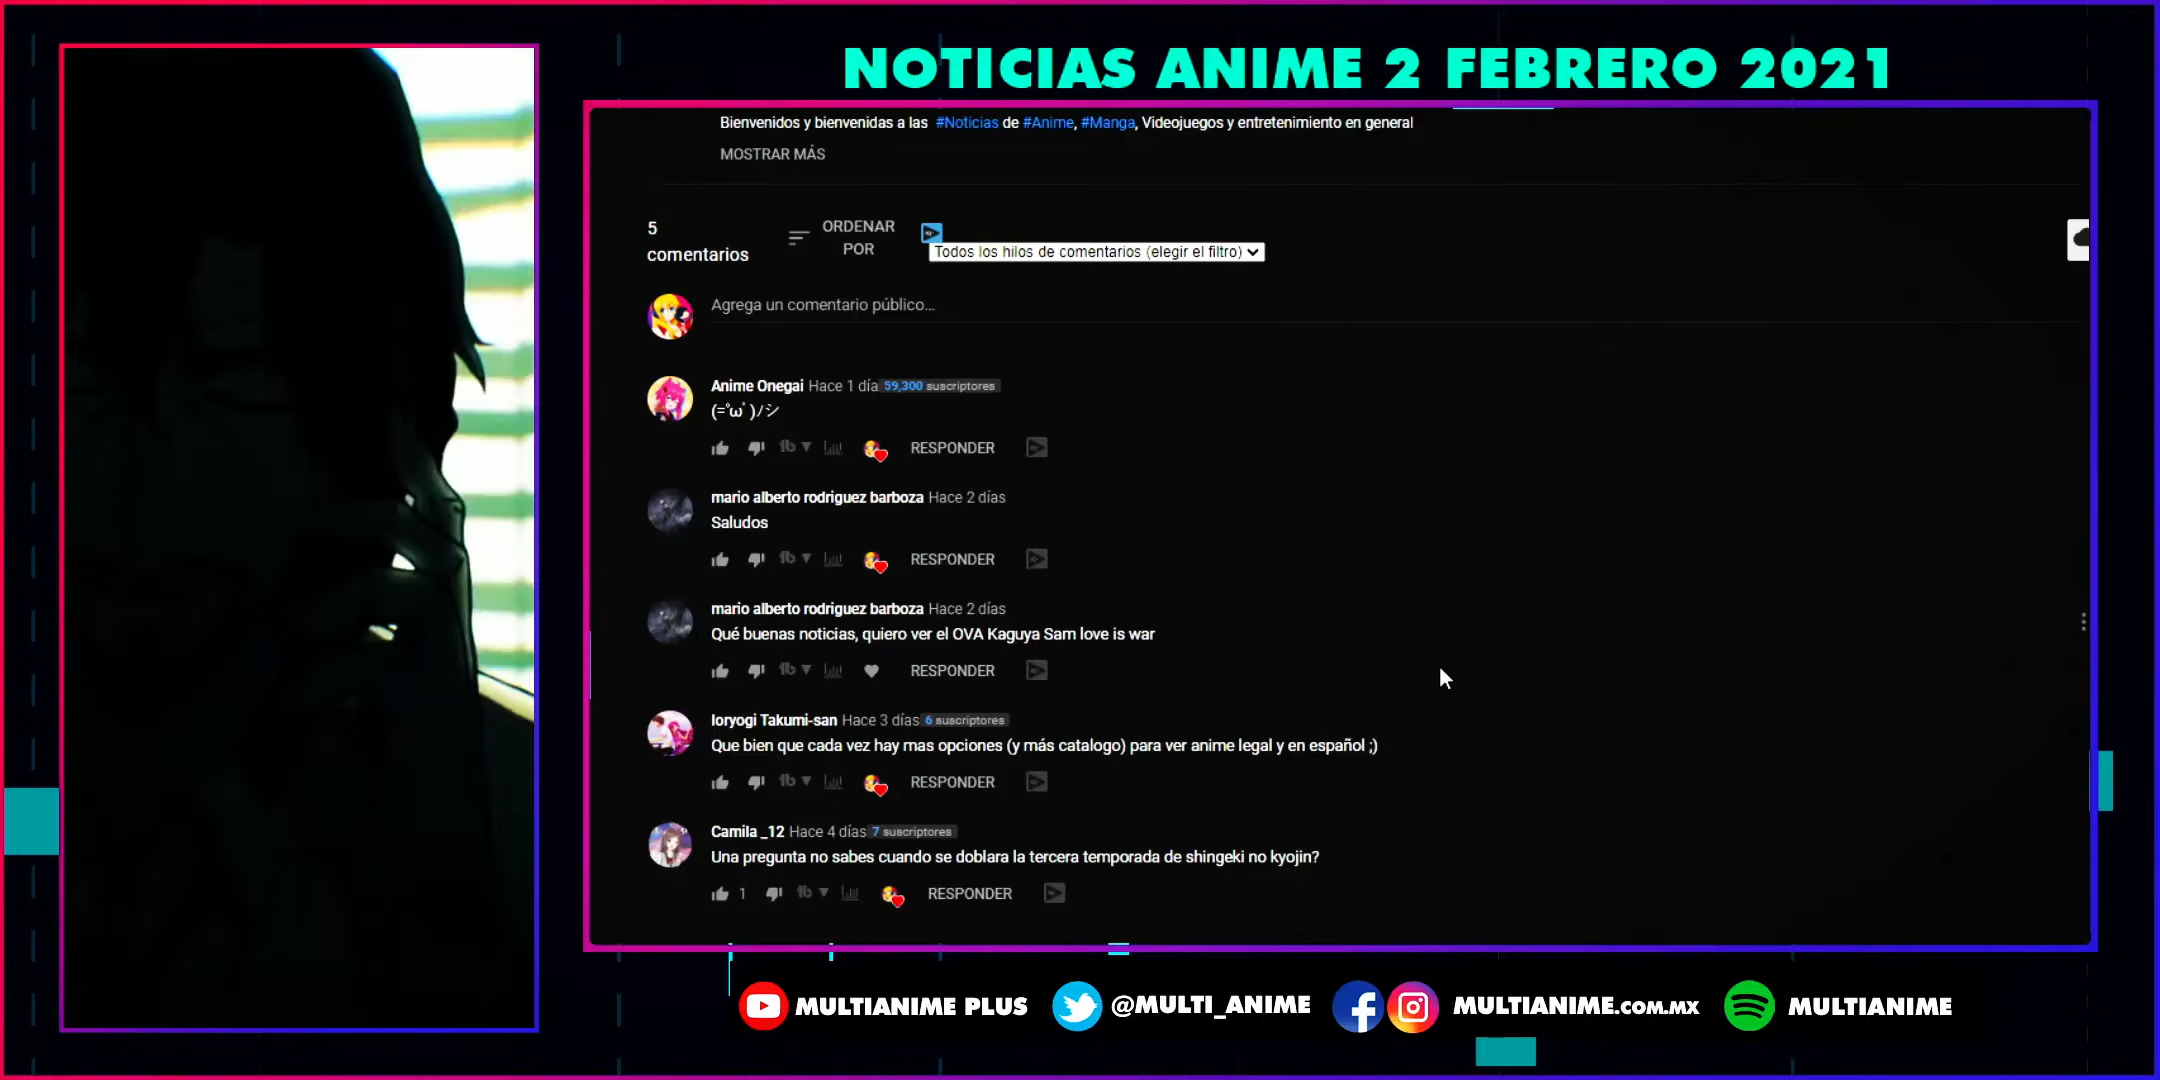 NOTICIAS ANIME 2 FEBRERO 2021
Bienvenidos y bienvenidas a las #Noticias de #Anime, #Manga, Videojuegos y entretenimiento en general
MOSTRAR MÁS
5
comentarios
ORDENAR
POR
Todos los hilos de comentarios (elegir el filtro)
Agrega un comentario público...
Anime Onegai Hace 1 día 59,300 suscriptores
(=ﾟωﾟ)ﾉシ
RESPONDER
mario alberto rodriguez barboza Hace 2 días
Saludos
RESPONDER
mario alberto rodriguez barboza Hace 2 días
Qué buenas noticias, quiero ver el OVA Kaguya Sam love is war
RESPONDER
Ioryogi Takumi-san Hace 3 días 6 suscriptores
Que bien que cada vez hay mas opciones (y más catalogo) para ver anime legal y en español ;)
RESPONDER
Camila _12 Hace 4 días 7 suscriptores
Una pregunta no sabes cuando se doblara la tercera temporada de shingeki no kyojin?
1 RESPONDER
MULTIANIME PLUS @MULTI_ANIME MULTIANIME.COM.MX MULTIANIME